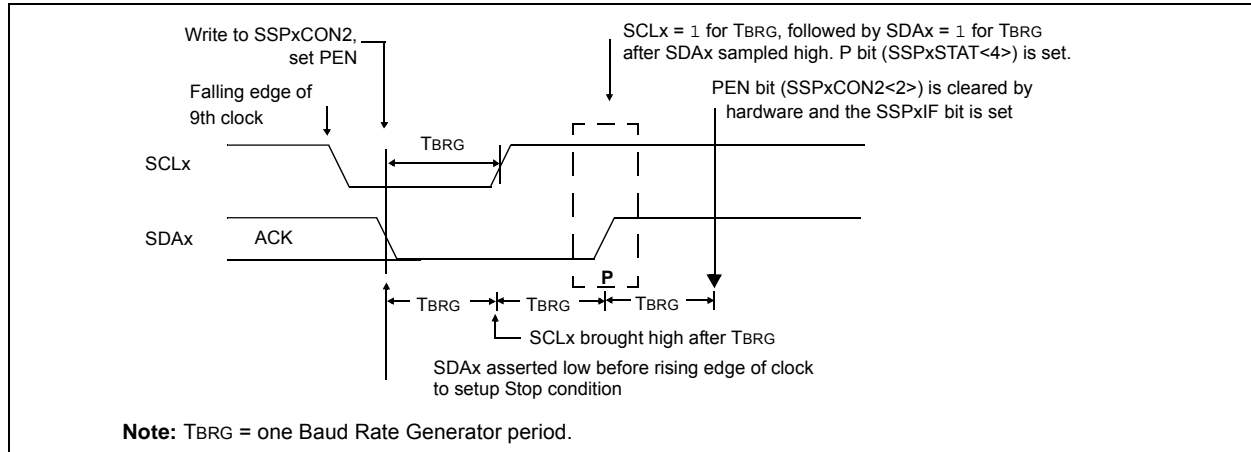 Write to SSPxCON2,
set PEN
SCLx = 1 for TBRG, followed by SDAx = 1 for TBRG
after SDAx sampled high. P bit (SSPxSTAT<4>) is set.
Falling edge of
9th clock
PEN bit (SSPxCON2<2>) is cleared by
hardware and the SSPxIF bit is set
TBRG
SCLx
SDAx
ACK
P
TBRG
TBRG
TBRG
SCLx brought high after TBRG
SDAx asserted low before rising edge of clock
to setup Stop condition
Note: TBRG = one Baud Rate Generator period.